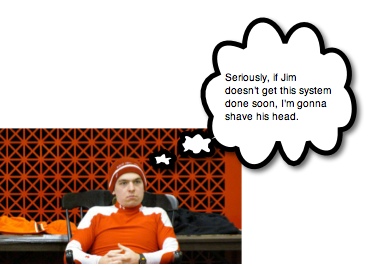 Seriously, if Jim
doesn't get this system
done soon, I'm gonna
shave his head.